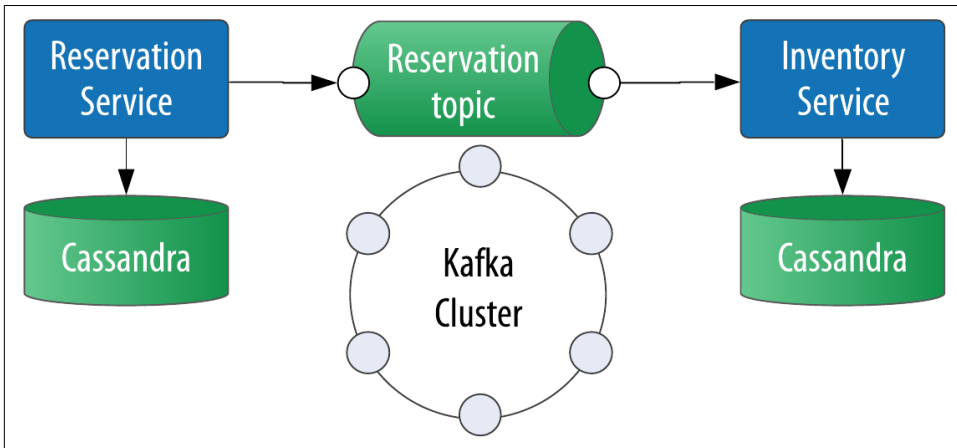 Reservation
Service
Reservation
topic
Inventory
Service
Cassandra
Kafka
Cluster
Cassandra